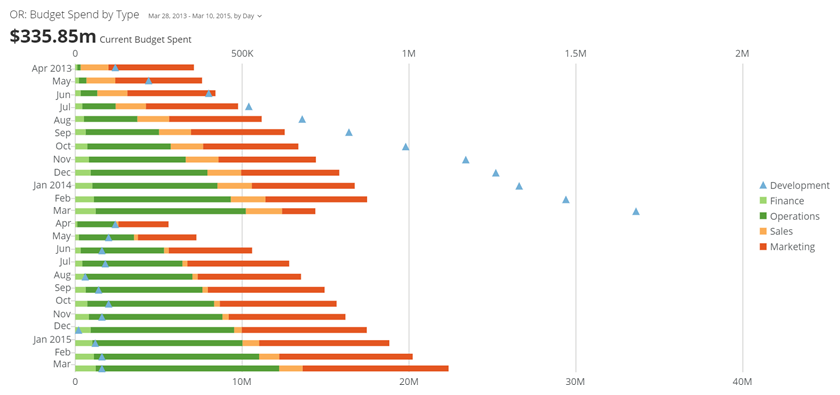 OR: Budget Spend by Type Mar 28, 2013 - Mar 10, 2015, by Day
$335.85m Current Budget Spent
0 500K 1M 1.5M 2M
Apr 2013
May
Jun
Jul
Aug
Sep
Oct
Nov
Dec
Jan 2014
Feb
Mar
Apr
May
Jun
Jul
Aug
Sep
Oct
Nov
Dec
Jan 2015
Feb
Mar
0 10M 20M 30M 40M
Development
Finance
Operations
Sales
Marketing